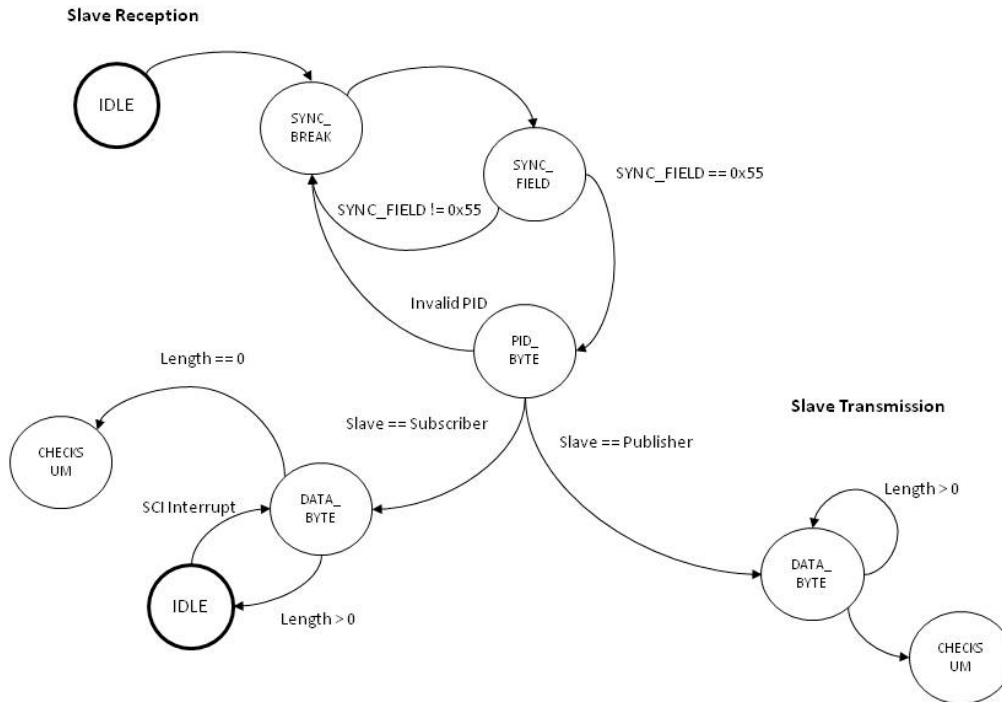 Slave Reception
IDLE
SYNC_
BREAK
SYNC_
FIELD
SYNC_FIELD == 0x55
SYNC_FIELD != 0x55
Invalid PID
PID_
BYTE
Length == 0
Slave Transmission
Slave == Subscriber
Slave == Publisher
CHECKS
UM
SCI Interrupt
DATA_
BYTE
Length > 0
DATA_
BYTE
IDLE
Length > 0
CHECKS
UM